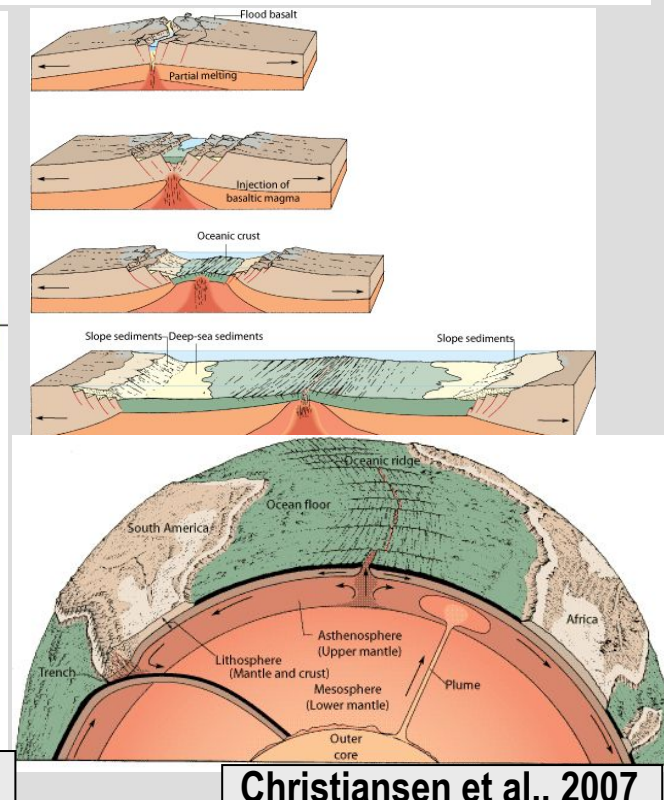 Flood basalt
Partial melting
Injection of
basaltic magma
Oceanic crust
Slope sediments
Deep-sea sediments
Slope sediments
Oceanic ridge
Ocean floor
South America
Africa
Asthenosphere
(Upper mantle)
Lithosphere
(Mantle and crust)
Trench
Plume
Mesosphere
(Lower mantle)
Outer
core
Christiansen et al., 2007